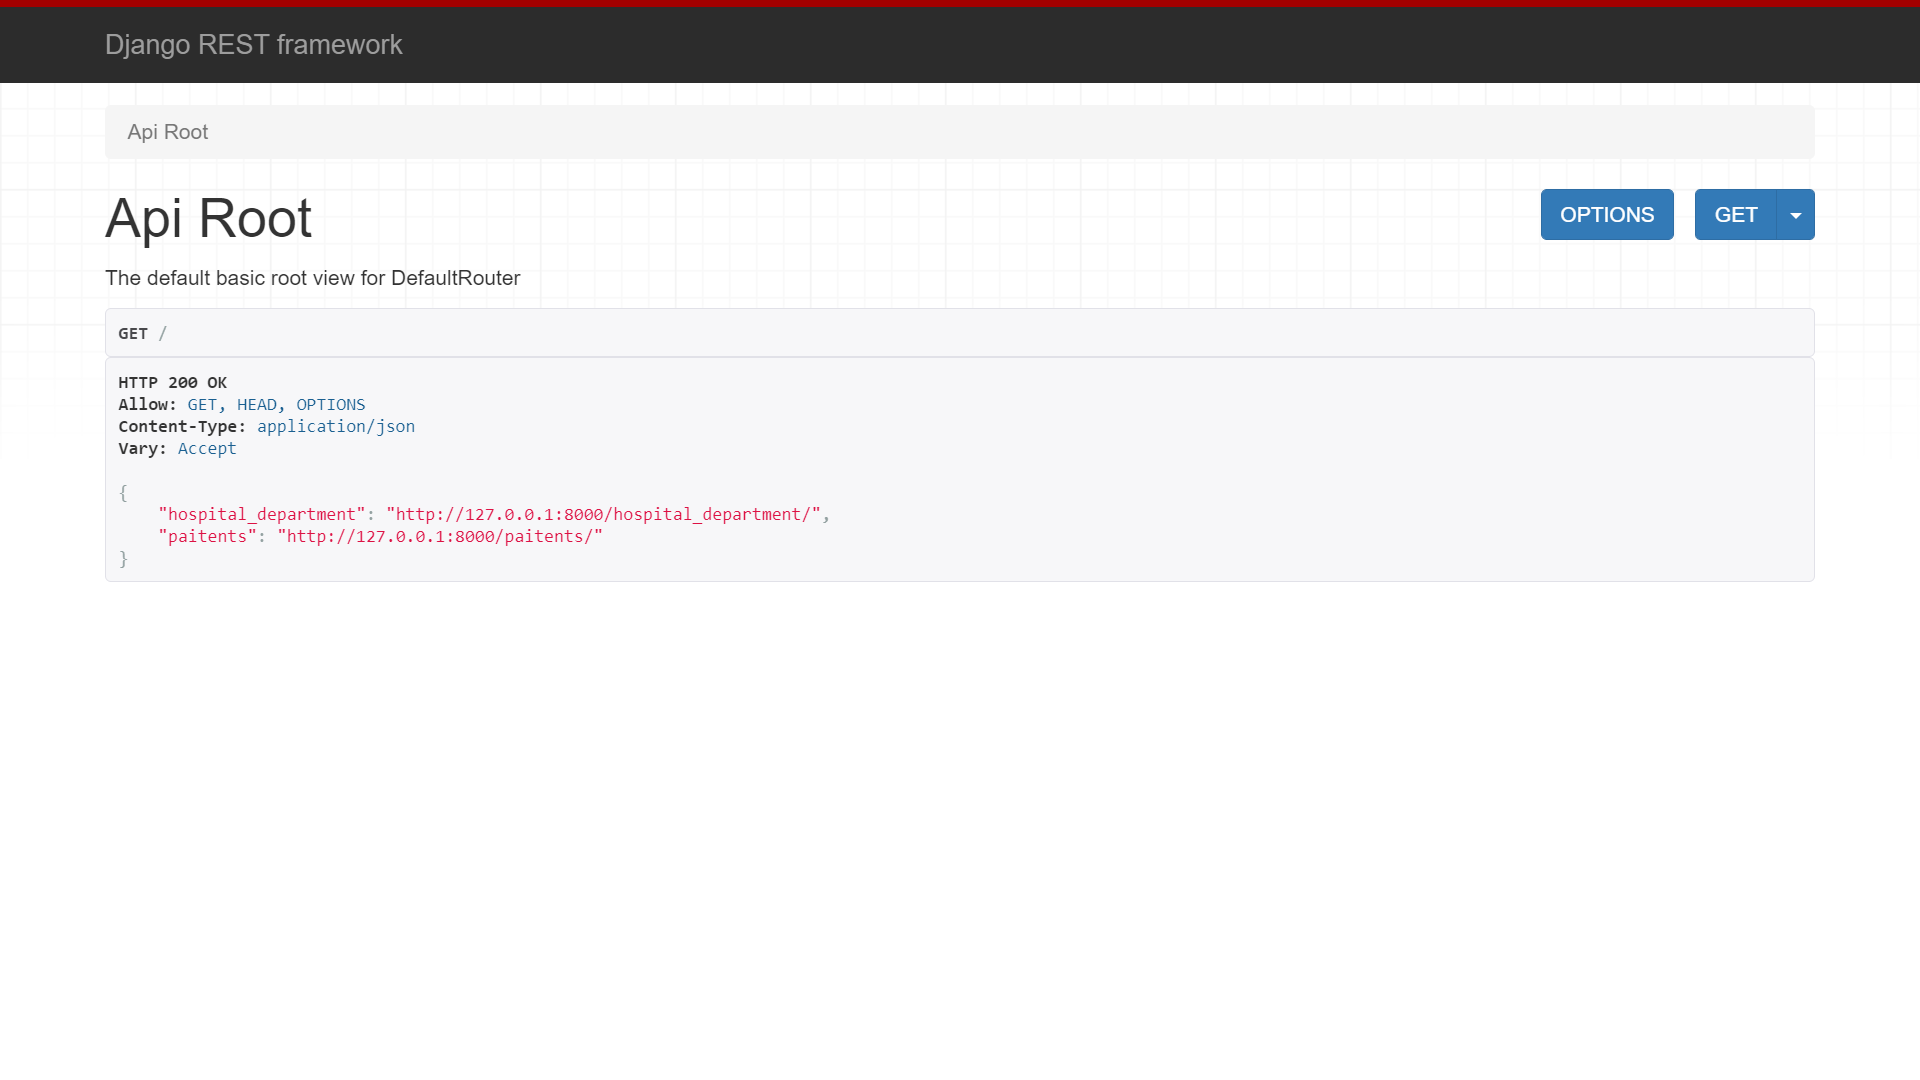 Django REST framework
Api Root
Api Root
OPTIONS
GET
The default basic root view for DefaultRouter
GET /
HTTP 200 OK
Allow: GET, HEAD, OPTIONS
Content-Type: application/json
Vary: Accept
{
    "hospital_department": "http://127.0.0.1:8000/hospital_department/",
    "paitents": "http://127.0.0.1:8000/paitents/"
}